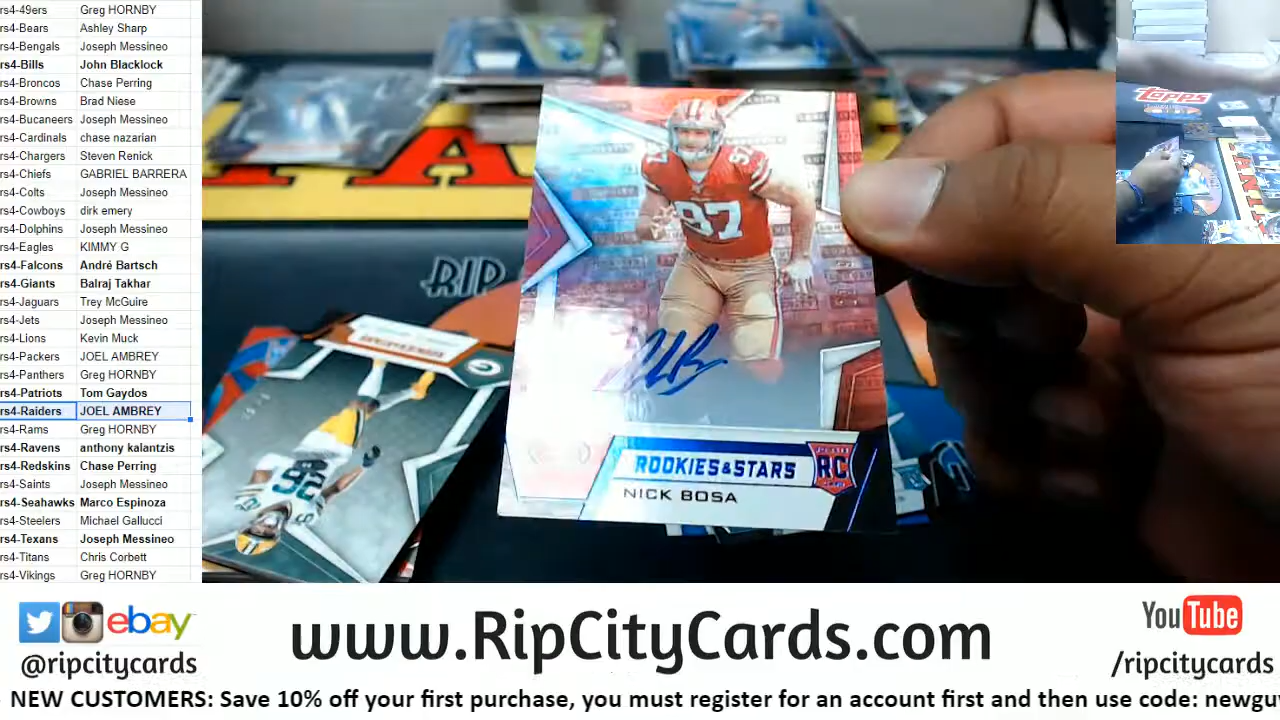 rs4-49ers Greg HORNBY
rs4-Bears Ashley Sharp
rs4-Bengals Joseph Messineo
rs4-Bills John Blacklock
rs4-Broncos Chase Perring
rs4-Browns Brad Niese
rs4-Bucaneers Joseph Messineo
rs4-Cardinals chase nazarian
rs4-Chargers Steven Renick
rs4-Chiefs GABRIEL BARRERA
rs4-Colts Joseph Messineo
rs4-Cowboys dirk emery
rs4-Dolphins Joseph Messineo
rs4-Eagles KIMMY G
rs4-Falcons André Bartsch
rs4-Giants Balraj Takhar
rs4-Jaguars Trey McGuire
rs4-Jets Joseph Messineo
rs4-Lions Kevin Muck
rs4-Packers JOEL AMBREY
rs4-Panthers Greg HORNBY
rs4-Patriots Tom Gaydos
rs4-Raiders JOEL AMBREY
rs4-Rams Greg HORNBY
rs4-Ravens anthony kalantzis
rs4-Redskins Chase Perring
rs4-Saints Joseph Messineo
rs4-Seahawks Marco Espinoza
rs4-Steelers Michael Gallucci
rs4-Texans Joseph Messineo
rs4-Titans Chris Corbett
rs4-Vikings Greg HORNBY
topps
RIP
97
97
ROOKIES&STARS
RC
NICK BOSA
26
ebay
@ripcitycards
www.RipCityCards.com
YouTube
/ripcitycards
NEW CUSTOMERS: Save 10% off your first purchase, you must register for an account first and then use code: newgu